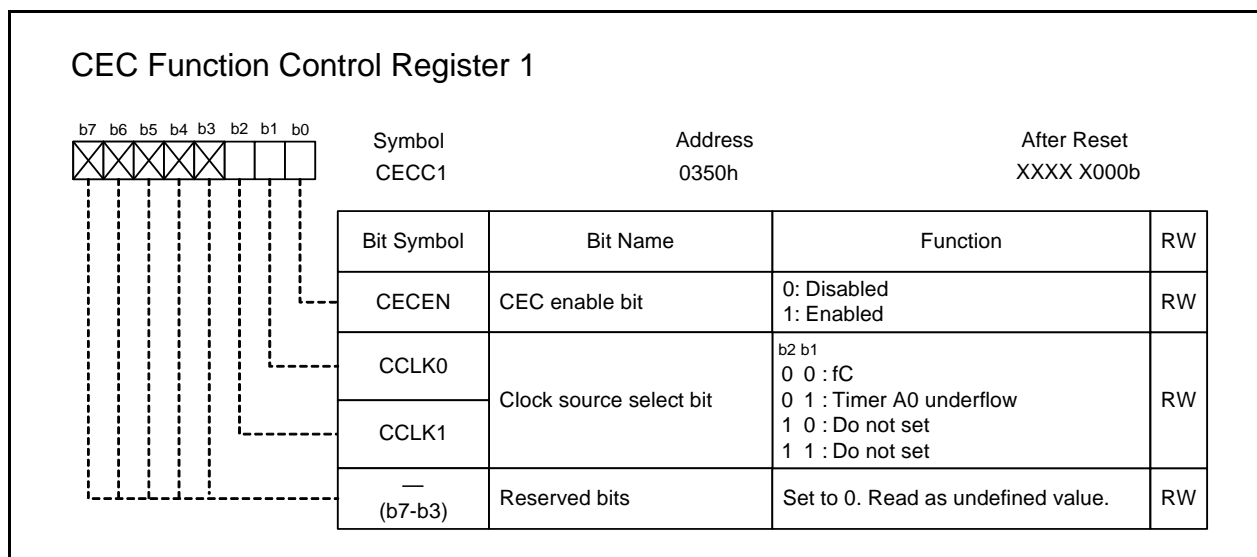 CEC Function Control Register 1
b7 b6 b5 b4 b3 b2 b1 b0
Symbol Address After Reset
CECC1 0350h XXXX X000b
Bit Symbol Bit Name Function RW
CECEN CEC enable bit 0: Disabled
1: Enabled RW
CCLK0
CCLK1
Clock source select bit
b2 b1
0 0 : fC
0 1 : Timer A0 underflow
1 0 : Do not set
1 1 : Do not set
RW
—
(b7-b3)
Reserved bits Set to 0. Read as undefined value. RW